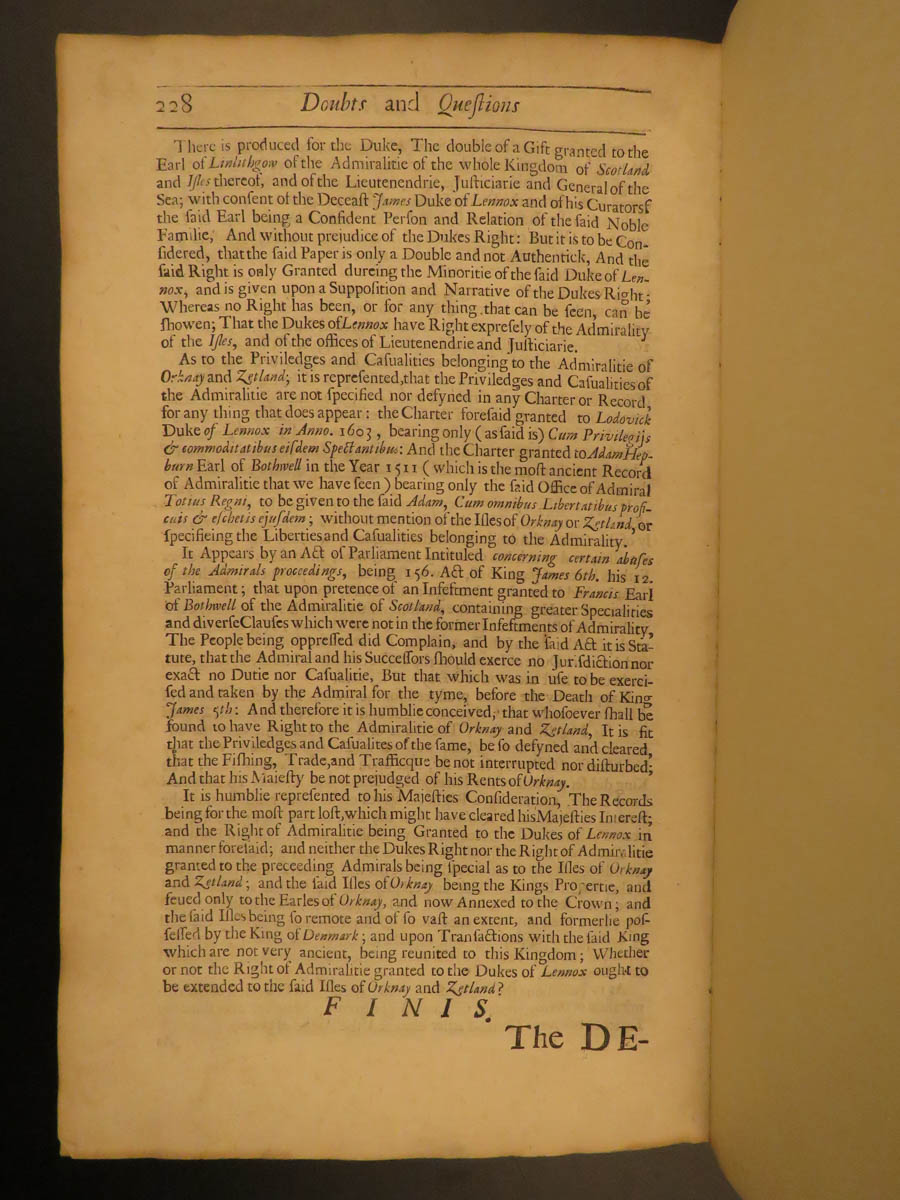 228 Doubts and Queſtions
There is produced for the Duke, The double of a Gift granted to the
Earl of Linlithgow of the Admiralitie of the whole Kingdom of Scotland
and Iſles thereof, and of the Lieutenendrie, Juſticiarie and General of the
Sea; with conſent of the Deceaſt James Duke of Lennox and of his Curatorſ
the ſaid Earl being a Confident Perſon and Relation of the ſaid Noble
Familie, And without prejudice of the Dukes Right: But it is to be Con-
ſidered, that the ſaid Paper is only a Double and not Authentick, And the
ſaid Right is only Granted dureing the Minoritie of the ſaid Duke of Len-
nox, and is given upon a Suppoſition and Narrative of the Dukes Right;
Whereas no Right has been, or for any thing that can be ſeen, can be
ſhowen; That the Dukes of Lennox have Right expreſely of the Admirality
of the Iſles, and of the offices of Lieutenendrie and Juſticiarie.
As to the Priviledges and Caſualities belonging to the Admiralitie of
Orknay and Zetland; it is repreſented, that the Priviledges and Caſualities of
the Admiralitie are not ſpecified nor defyned in any Charter or Record,
for any thing that does appear: the Charter foreſaid granted to Lodovick
Duke of Lennox in Anno. 1603, bearing only (as ſaid is) Cum Privilegijs
& commoditatibus eiſdem Spectantibus: And the Charter granted to Adam Hep-
burn Earl of Bothwell in the Year 1511 (which is the moſt ancient Record
of Admiralitie that we have ſeen) bearing only the ſaid Office of Admiral
Totius Regni, to be given to the ſaid Adam, Cum omnibus Libertatibus profi-
cuis & eſchetis ejuſdem; without mention of the Iſles of Orknay or Zetland, or
ſpecifieing the Liberties and Caſualities belonging to the Admirality.
It Appears by an Act of Parliament Intituled concerning certain abuſes
of the Admirals proceedings, being 156. Act of King James 6th. his 12.
Parliament; that upon pretence of an Infeftment granted to Francis Earl
of Bothwell of the Admiralitie of Scotland, containing greater Specialities
and diverſe Clauſes which were not in the former Infeftments of Admirality,
The People being oppreſſed did Complain, and by the ſaid Act it is Sta-
tute, that the Admiral and his Succeſſors ſhould exerce no Juriſdiction nor
exact no Dutie nor Caſualitie, But that which was in uſe to be exerci-
ſed and taken by the Admiral for the tyme, before the Death of King
James 5th: And therefore it is humblie conceived, that whoſoever ſhall be
found to have Right to the Admiralitie of Orknay and Zetland, It is fit
that the Priviledges and Caſualites of the ſame, be ſo defyned and cleared,
that the Fiſhing, Trade, and Trafficque be not interrupted nor diſturbed;
And that his Maieſty be not prejudged of his Rents of Orknay.
It is humblie repreſented to his Majeſties Conſideration, The Records
being for the moſt part loſt, which might have cleared his Majeſties Intereſt;
and the Right of Admiralitie being Granted to the Dukes of Lennox in
manner foreſaid; and neither the Dukes Right nor the Right of Admiralitie
granted to the preceeding Admirals being ſpecial as to the Iſles of Orknay
and Zetland; and the ſaid Iſles of Orknay being the Kings Propertie, and
feued only to the Earles of Orknay, and now Annexed to the Crown; and
the ſaid Iſles being ſo remote and of ſo vaſt an extent, and formerlie poſ-
ſeſſed by the King of Denmark; and upon Tranſactions with the ſaid King
which are not very ancient, being reunited to this Kingdom; Whether
or not the Right of Admiralitie granted to the Dukes of Lennox ought to
be extended to the ſaid Iſles of Orknay and Zetland?
F I N I S.
The DE-